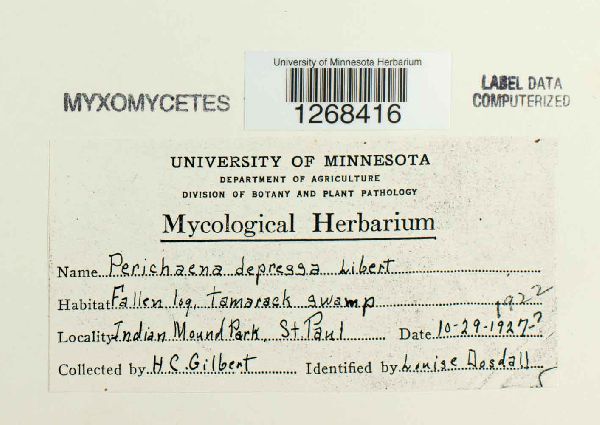 University of Minnesota Herbarium
1268416
MYXOMYCETES
LABEL DATA
COMPUTERIZED
UNIVERSITY OF MINNESOTA
DEPARTMENT OF AGRICULTURE
DIVISION OF BOTANY AND PLANT PATHOLOGY
Mycological Herbarium
Name Perichaena depressa Libert
Habitat Fallen log, Tamarack swamp
1922
Locality Indian Mound Park, St. Paul Date 10-29-1927-?
Collected by H.C. Gilbert Identified by Louise Dosdall
5